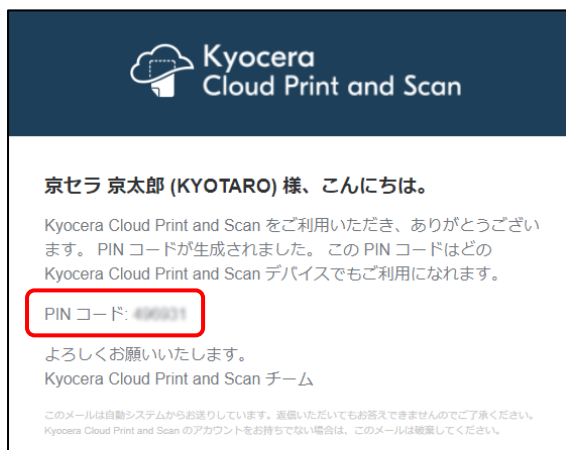 Kyocera
Cloud Print and Scan
京セラ 京太郎 (KYOTARO) 様、こんにちは。
Kyocera Cloud Print and Scan をご利用いただき、ありがとうござい
ます。 PIN コードが生成されました。 この PIN コードはどの
Kyocera Cloud Print and Scan デバイスでもご利用になれます。
PIN コード:
よろしくお願いいたします。
Kyocera Cloud Print and Scan チーム
このメールは自動システムからお送りしています。返信いただいてもお答えできませんのでご了承ください。
Kyocera Cloud Print and Scan のアカウントをお持ちでない場合は、このメールは破棄してください。